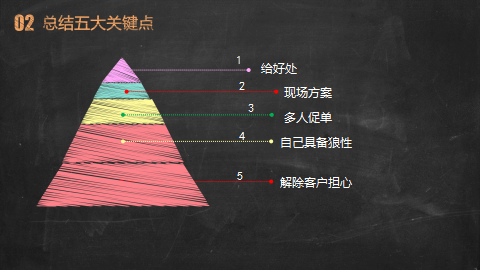 02 总结五大关键点
1 给好处
2 现场方案
3 多人促单
4 自己具备狼性
5 解除客户担心